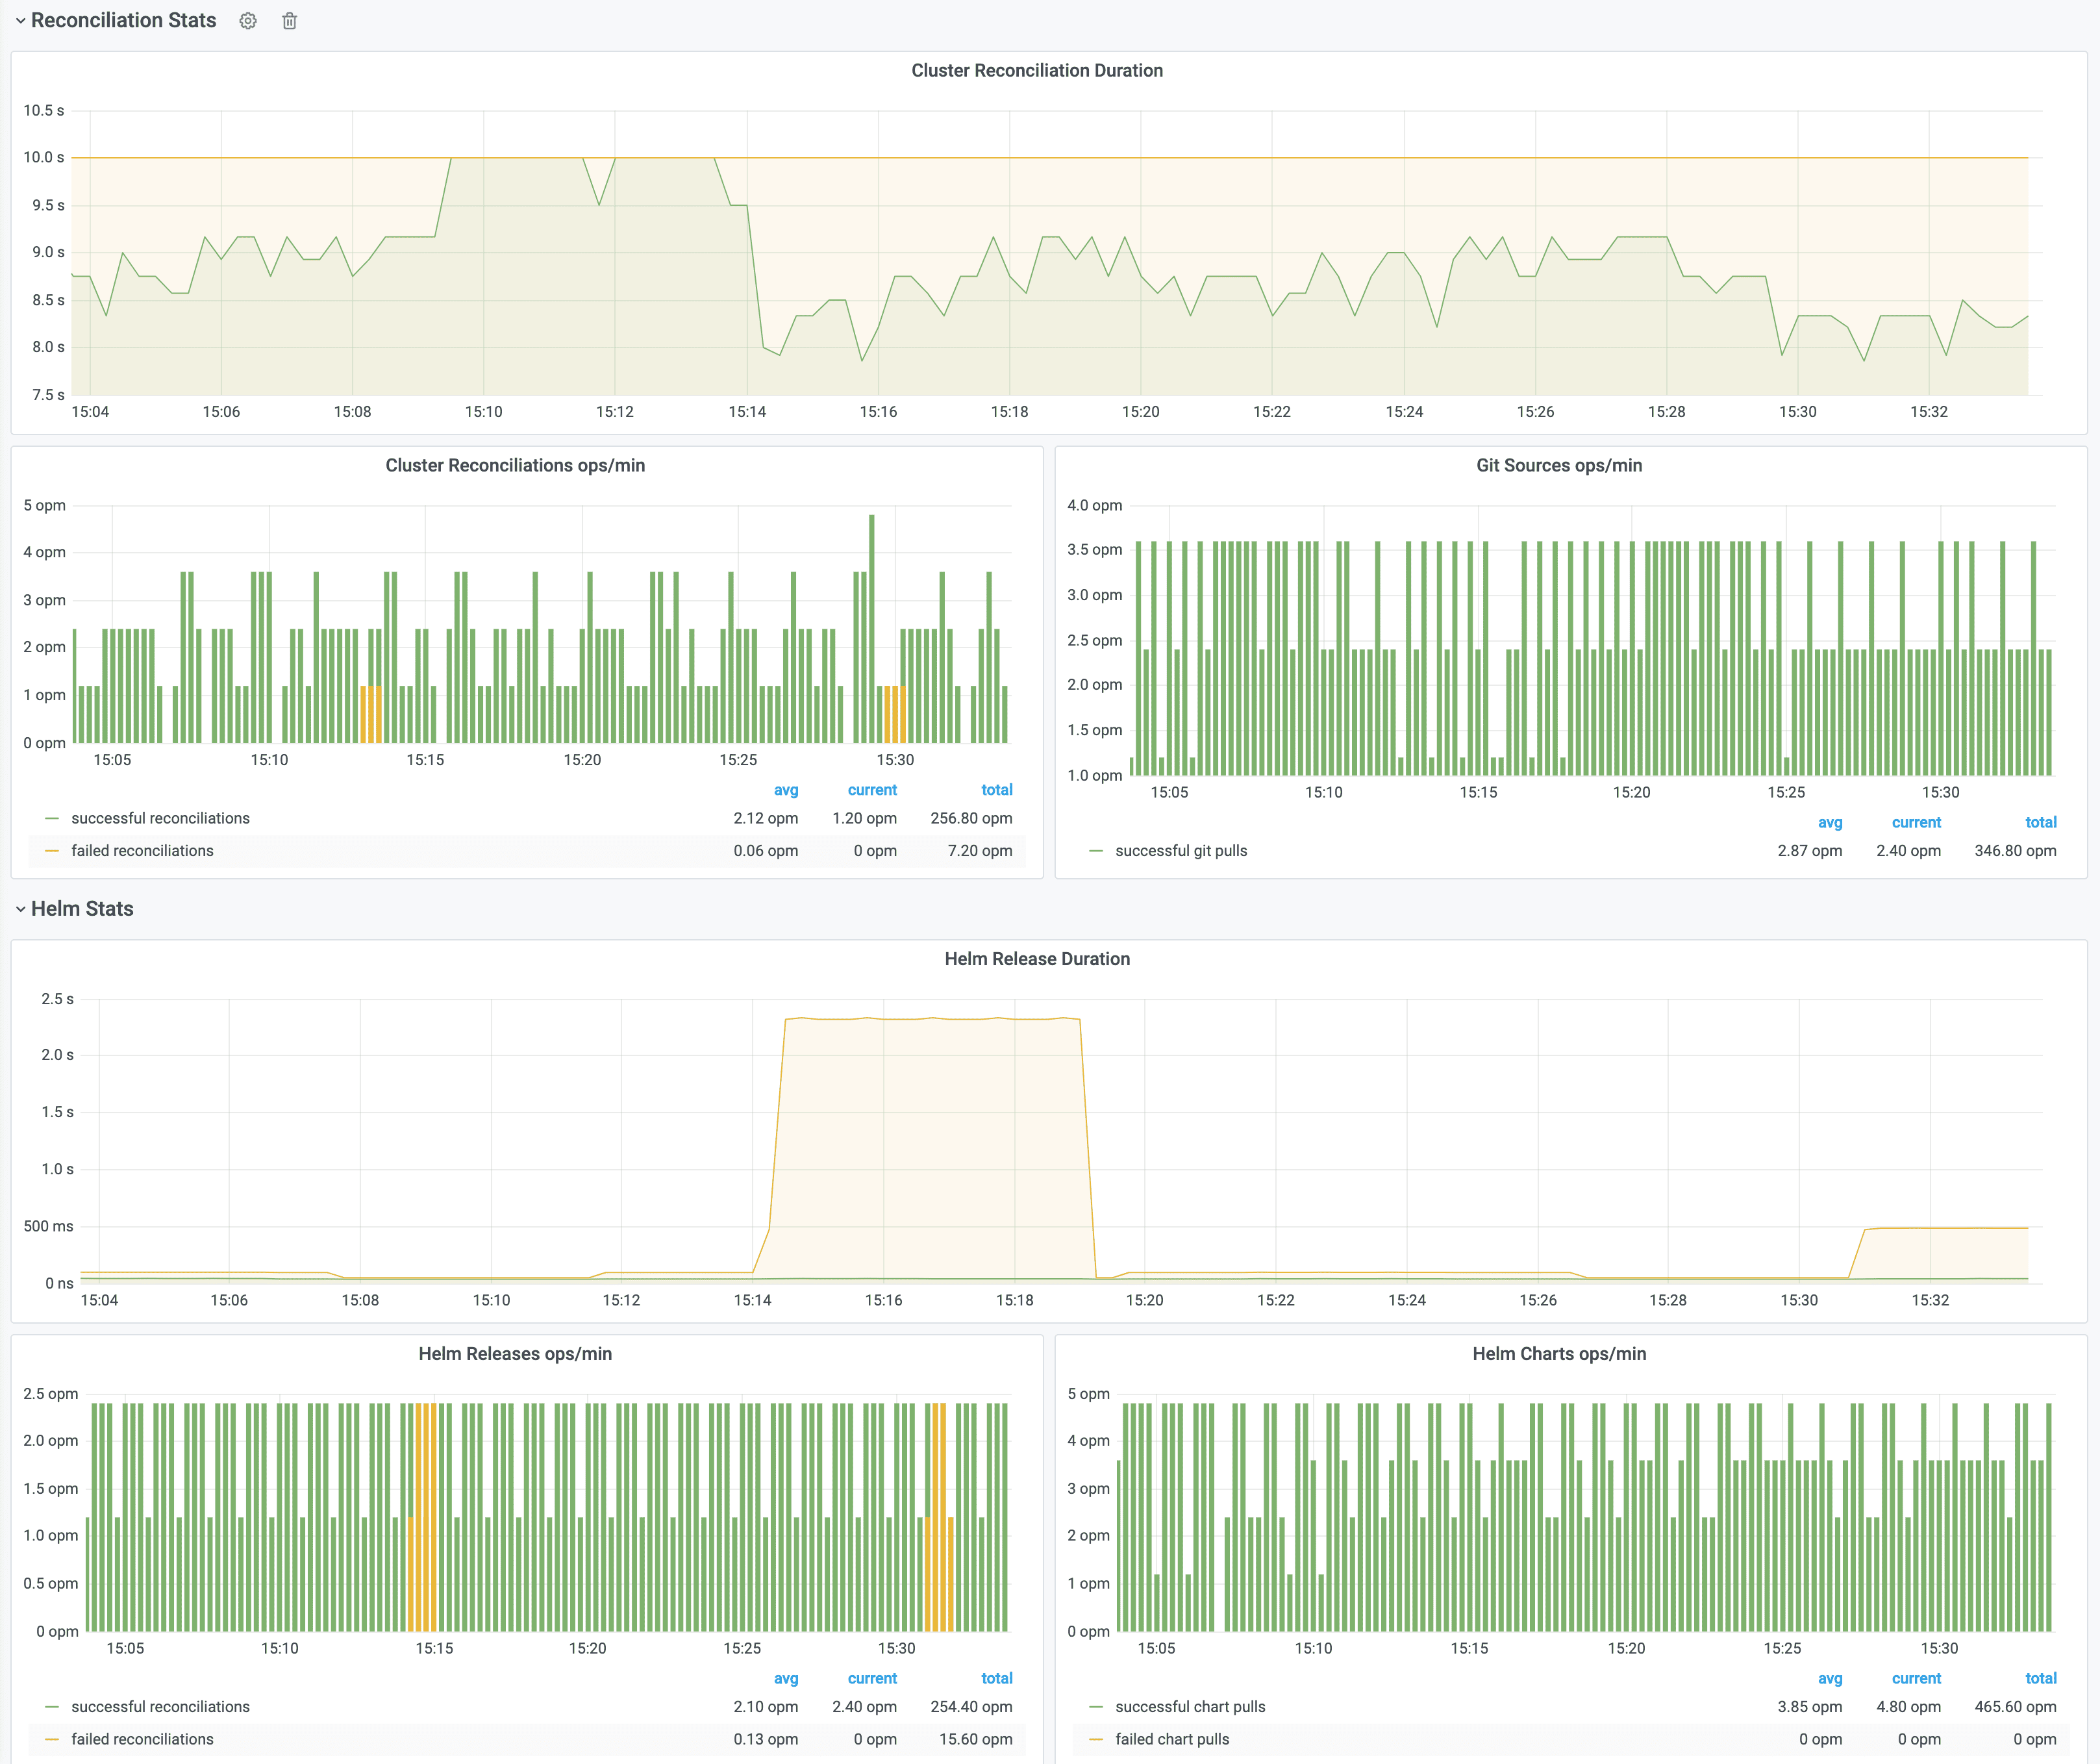 Reconciliation Stats
Cluster Reconciliation Duration
10.5 s
10.0 s
9.5 s
9.0 s
8.5 s
8.0 s
7.5 s
15:04 15:06 15:08 15:10 15:12 15:14 15:16 15:18 15:20 15:22 15:24 15:26 15:28 15:30 15:32
Cluster Reconciliations ops/min
5 opm
4 opm
3 opm
2 opm
1 opm
0 opm
15:05 15:10 15:15 15:20 15:25 15:30
avg current total
successful reconciliations 2.12 opm 1.20 opm 256.80 opm
failed reconciliations 0.06 opm 0 opm 7.20 opm
Git Sources ops/min
4.0 opm
3.5 opm
3.0 opm
2.5 opm
2.0 opm
1.5 opm
1.0 opm
15:05 15:10 15:15 15:20 15:25 15:30
avg current total
successful git pulls 2.87 opm 2.40 opm 346.80 opm
Helm Stats
Helm Release Duration
2.5 s
2.0 s
1.5 s
1.0 s
500 ms
0 ns
15:04 15:06 15:08 15:10 15:12 15:14 15:16 15:18 15:20 15:22 15:24 15:26 15:28 15:30 15:32
Helm Releases ops/min
2.5 opm
2.0 opm
1.5 opm
1.0 opm
0.5 opm
0 opm
15:05 15:10 15:15 15:20 15:25 15:30
avg current total
successful reconciliations 2.10 opm 2.40 opm 254.40 opm
failed reconciliations 0.13 opm 0 opm 15.60 opm
Helm Charts ops/min
5 opm
4 opm
3 opm
2 opm
1 opm
0 opm
15:05 15:10 15:15 15:20 15:25 15:30
avg current total
successful chart pulls 3.85 opm 4.80 opm 465.60 opm
failed chart pulls 0 opm 0 opm 0 opm